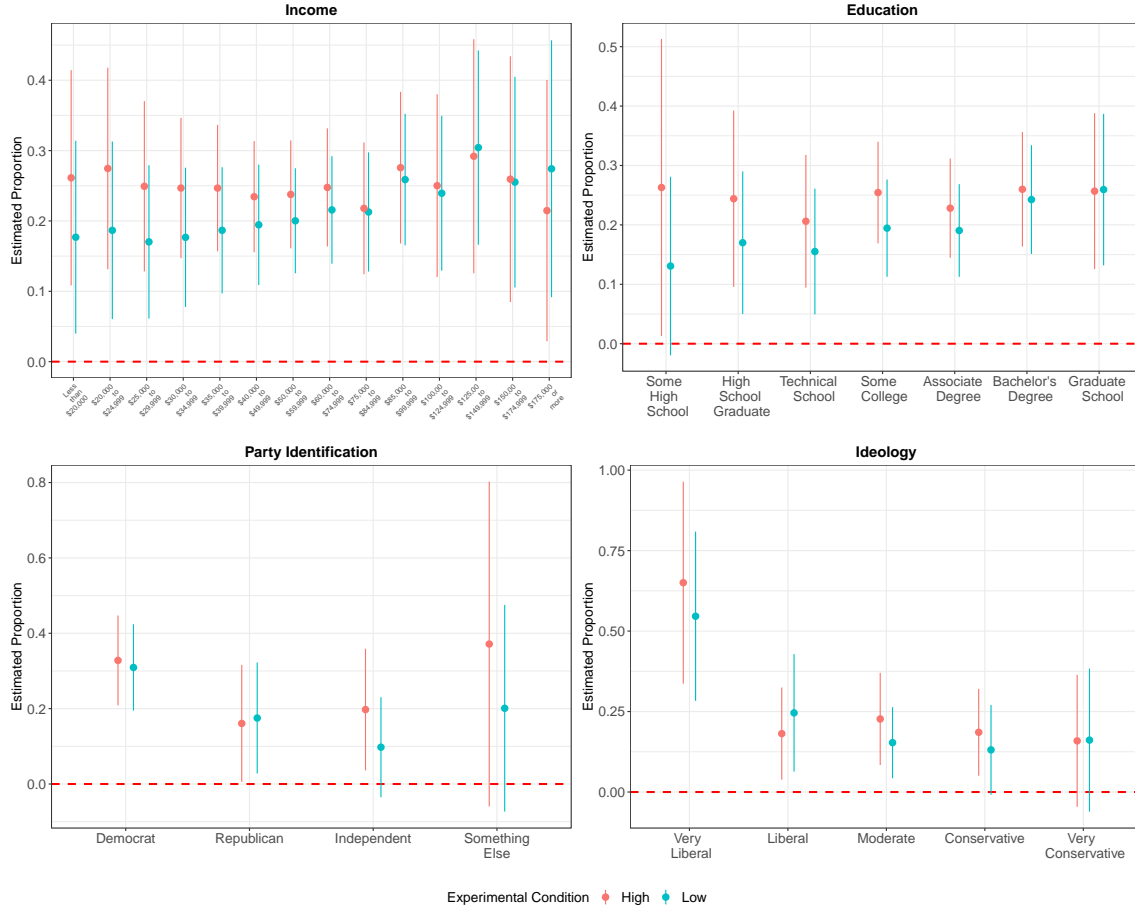 Income
Estimated Proportion
0.4
0.3
0.2
0.1
0.0
Less
than
$20,000
$20,000
to
$24,999
$25,000
to
$29,999
$30,000
to
$34,999
$35,000
to
$39,999
$40,000
to
$49,999
$50,000
to
$59,999
$60,000
to
$74,999
$75,000
to
$84,999
$85,000
to
$99,999
$100,00
to
$124,999
$125,00
to
$149,999
$150,00
to
$174,999
$175,000
or
more
Education
Estimated Proportion
0.5
0.4
0.3
0.2
0.1
0.0
Some
High
School
High
School
Graduate
Technical
School
Some
College
Associate
Degree
Bachelor's
Degree
Graduate
School
Party Identification
Estimated Proportion
0.8
0.6
0.4
0.2
0.0
Democrat
Republican
Independent
Something
Else
Ideology
Estimated Proportion
1.00
0.75
0.50
0.25
0.00
Very
Liberal
Liberal
Moderate
Conservative
Very
Conservative
Experimental Condition High Low